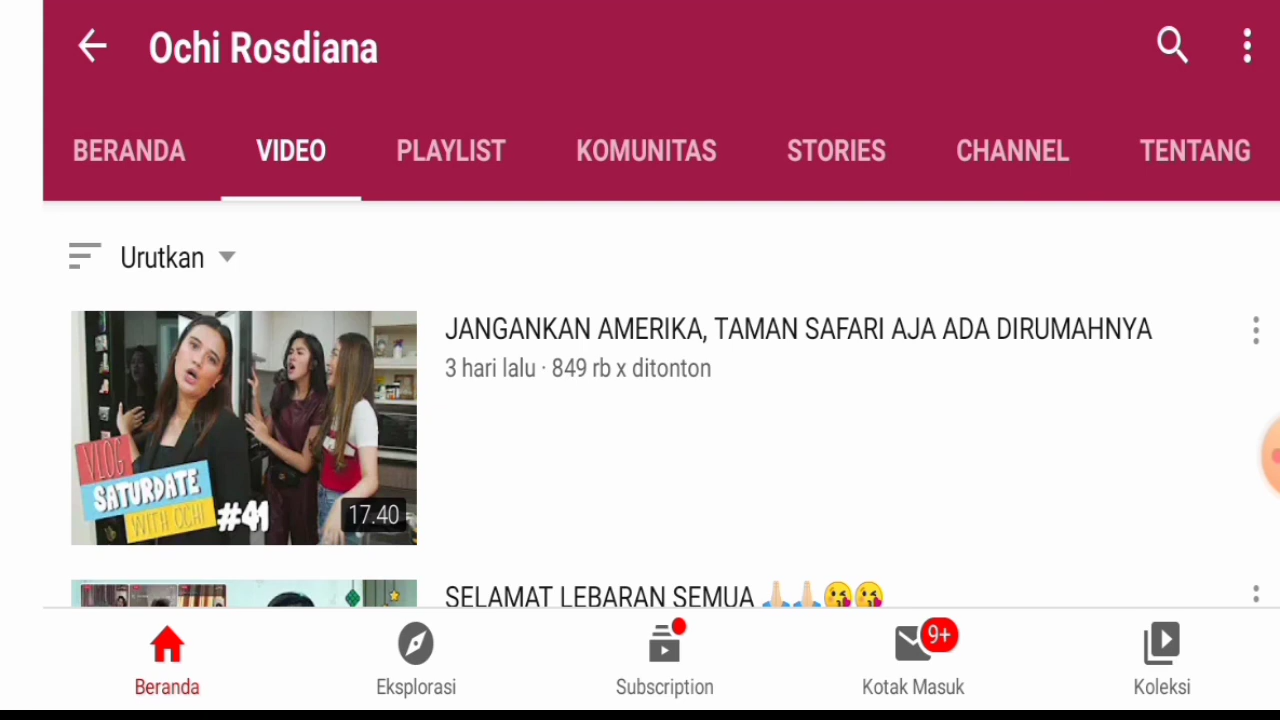 Ochi Rosdiana
BERANDA VIDEO PLAYLIST KOMUNITAS STORIES CHANNEL TENTANG
Urutkan
JANGANKAN AMERIKA, TAMAN SAFARI AJA ADA DIRUMAHNYA
3 hari lalu · 849 rb x ditonton
VLOG
SATURDATE
WITH OCHI #41
17.40
SELAMAT LEBARAN SEMUA 🙏🏻🙏🏻😘😘
9+
Beranda Eksplorasi Subscription Kotak Masuk Koleksi